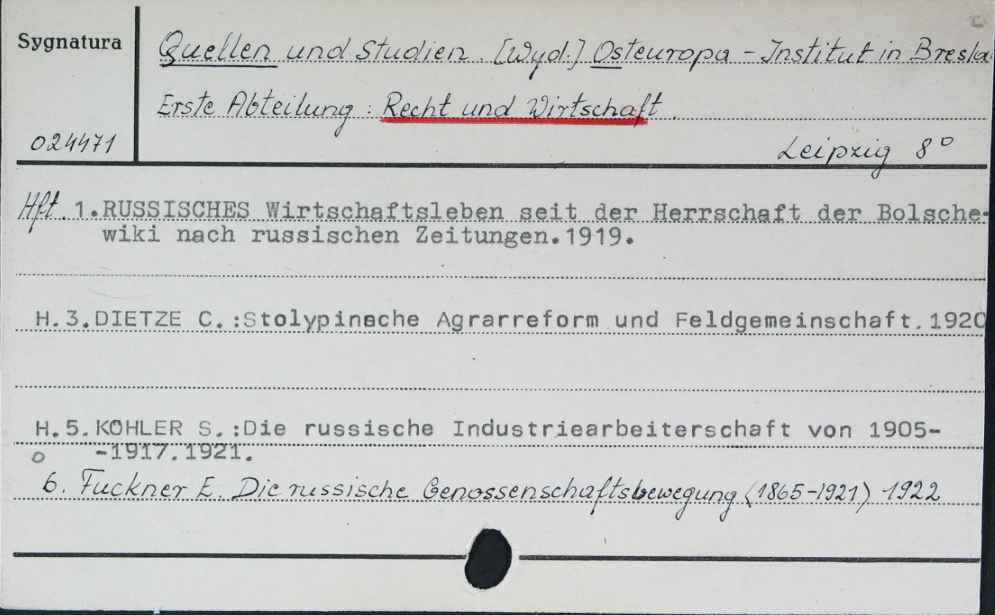 Sygnatura
Quellen und Studien. [Wyd.] Osteuropa - Institut in Bresla
Erste Abteilung : Recht und Wirtschaft.
024471
Leipzig 8°
Hft. 1. RUSSISCHES Wirtschaftsleben seit der Herrschaft der Bolsche-
wiki nach russischen Zeitungen. 1919.
H. 3. DIETZE C.: Stolypinsche Agrarreform und Feldgemeinschaft. 1920
H. 5. KÖHLER S.: Die russische Industriearbeiterschaft von 1905-
-1917. 1921.
6. Fuckner E. Die russische Genossenschaftsbewegung (1865-1921) 1922